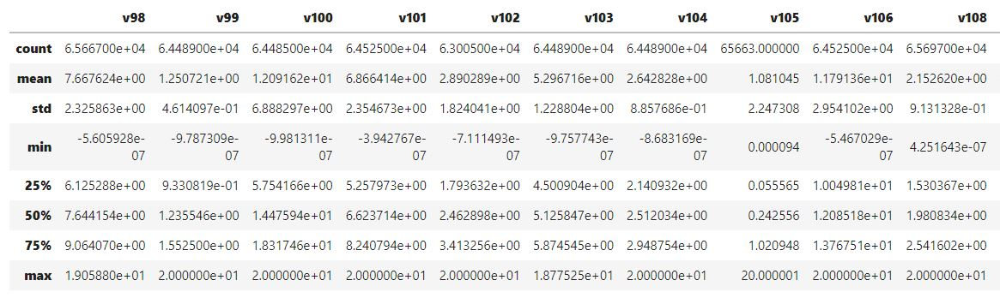 v98 v99 v100 v101 v102 v103 v104 v105 v106 v108
count 6.566700e+04 6.448900e+04 6.448500e+04 6.452500e+04 6.300500e+04 6.448900e+04 6.448900e+04 65663.000000 6.452500e+04 6.569700e+04
mean 7.667624e+00 1.250721e+00 1.209162e+01 6.866414e+00 2.890289e+00 5.296716e+00 2.642828e+00 1.081045 1.179136e+01 2.152620e+00
std 2.325863e+00 4.614097e-01 6.888297e+00 2.354673e+00 1.824041e+00 1.228804e+00 8.857686e-01 2.247308 2.954102e+00 9.131328e-01
-5.605928e- -9.787309e- -9.981311e- -3.942767e- -7.111493e- -9.757743e- -8.683169e- -5.467029e-
min 0.000094 4.251643e-07
07 07 07 07 07 07 07 07
25% 6.125288e+00 9.330819e-01 5.754166e+00 5.257973e+00 1.793632e+00 4.500904e+00 2.140932e+00 0.055565 1.004981e+01 1.530367e+00
50% 7.644154e+00 1.235546e+00 1.447594e+01 6.623714e+00 2.462898e+00 5.125847e+00 2.512034e+00 0.242556 1.208518e+01 1.980834e+00
75% 9.064070e+00 1.552500e+00 1.831746e+01 8.240794e+00 3.413256e+00 5.874545e+00 2.948754e+00 1.020948 1.376751e+01 2.541602e+00
max 1.905880e+01 2.000000e+01 2.000000e+01 2.000000e+01 2.000000e+01 1.877525e+01 2.000000e+01 20.000001 2.000000e+01 2.000000e+01